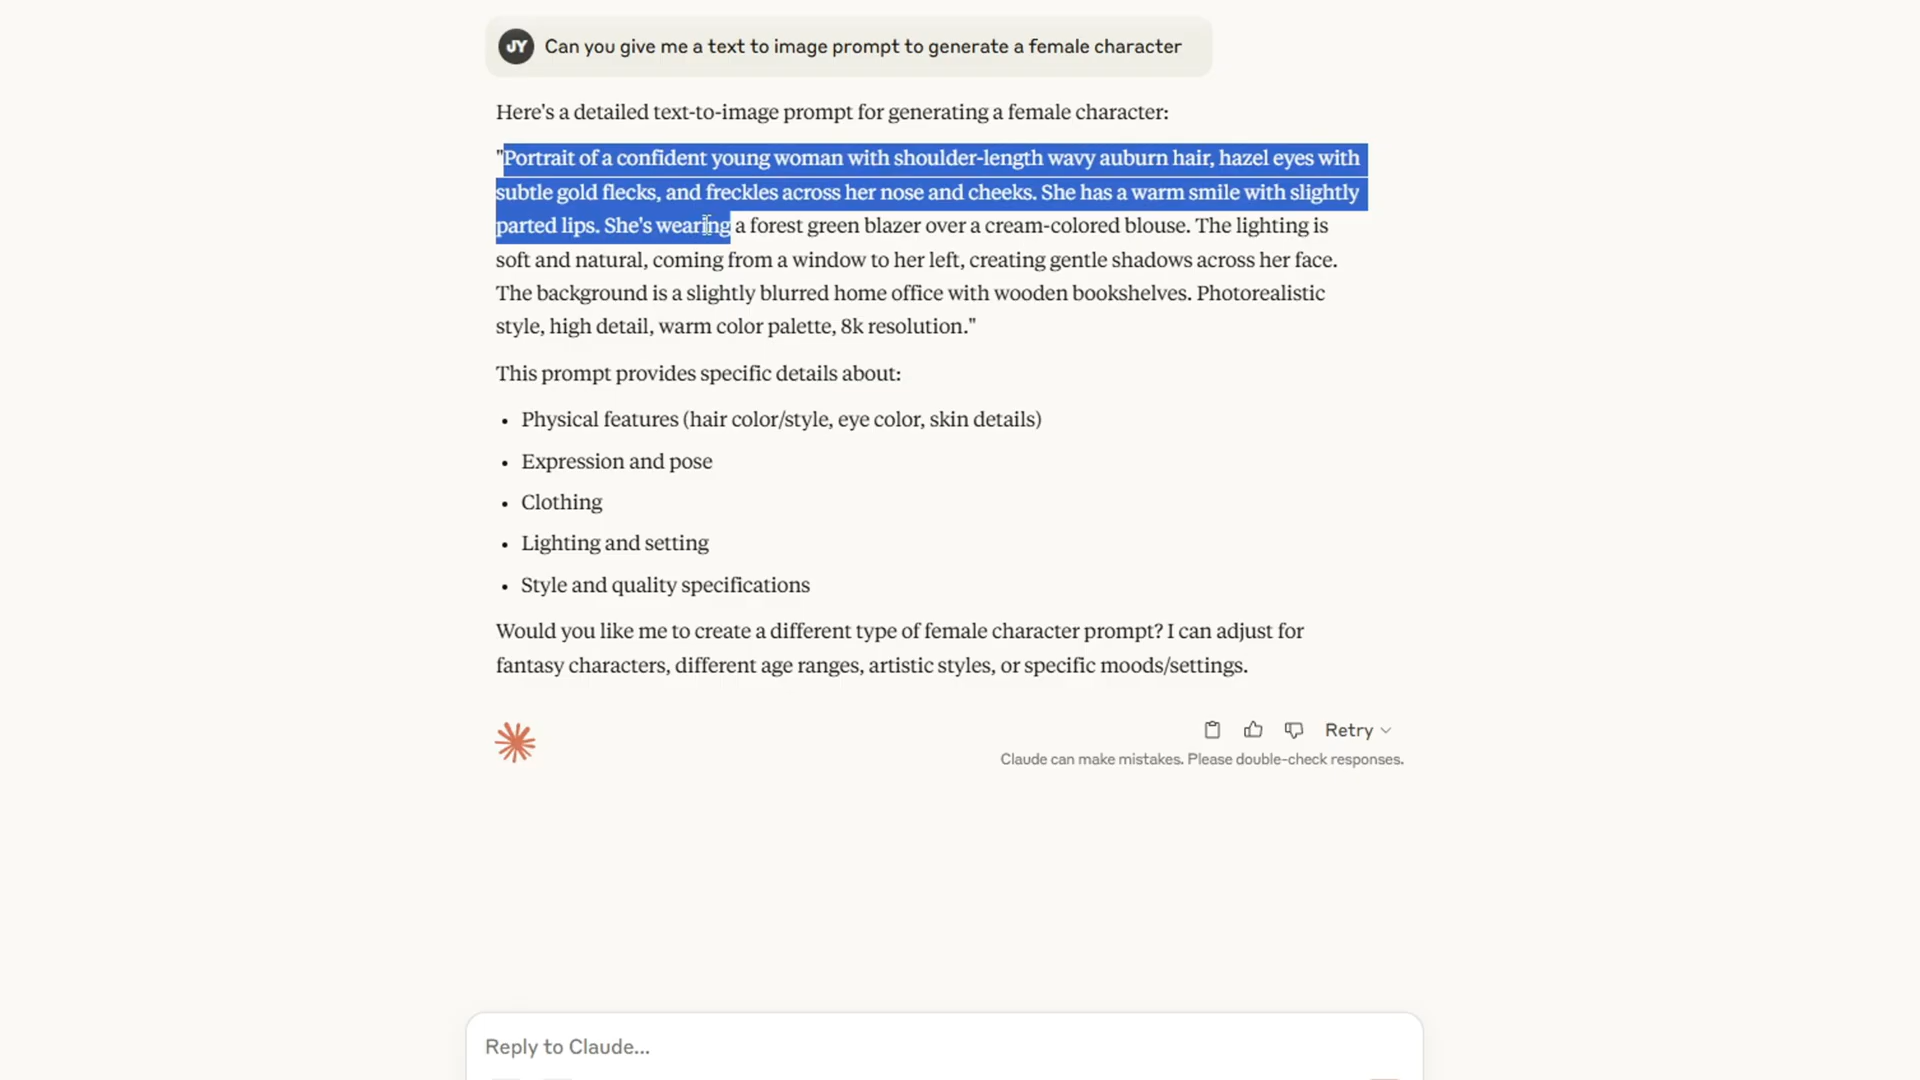 JY Can you give me a text to image prompt to generate a female character
Here's a detailed text-to-image prompt for generating a female character:
"Portrait of a confident young woman with shoulder-length wavy auburn hair, hazel eyes with
subtle gold flecks, and freckles across her nose and cheeks. She has a warm smile with slightly
parted lips. She's wearing a forest green blazer over a cream-colored blouse. The lighting is
soft and natural, coming from a window to her left, creating gentle shadows across her face.
The background is a slightly blurred home office with wooden bookshelves. Photorealistic
style, high detail, warm color palette, 8k resolution."
This prompt provides specific details about:
• Physical features (hair color/style, eye color, skin details)
• Expression and pose
• Clothing
• Lighting and setting
• Style and quality specifications
Would you like me to create a different type of female character prompt? I can adjust for
fantasy characters, different age ranges, artistic styles, or specific moods/settings.
Retry
Claude can make mistakes. Please double-check responses.
Reply to Claude...